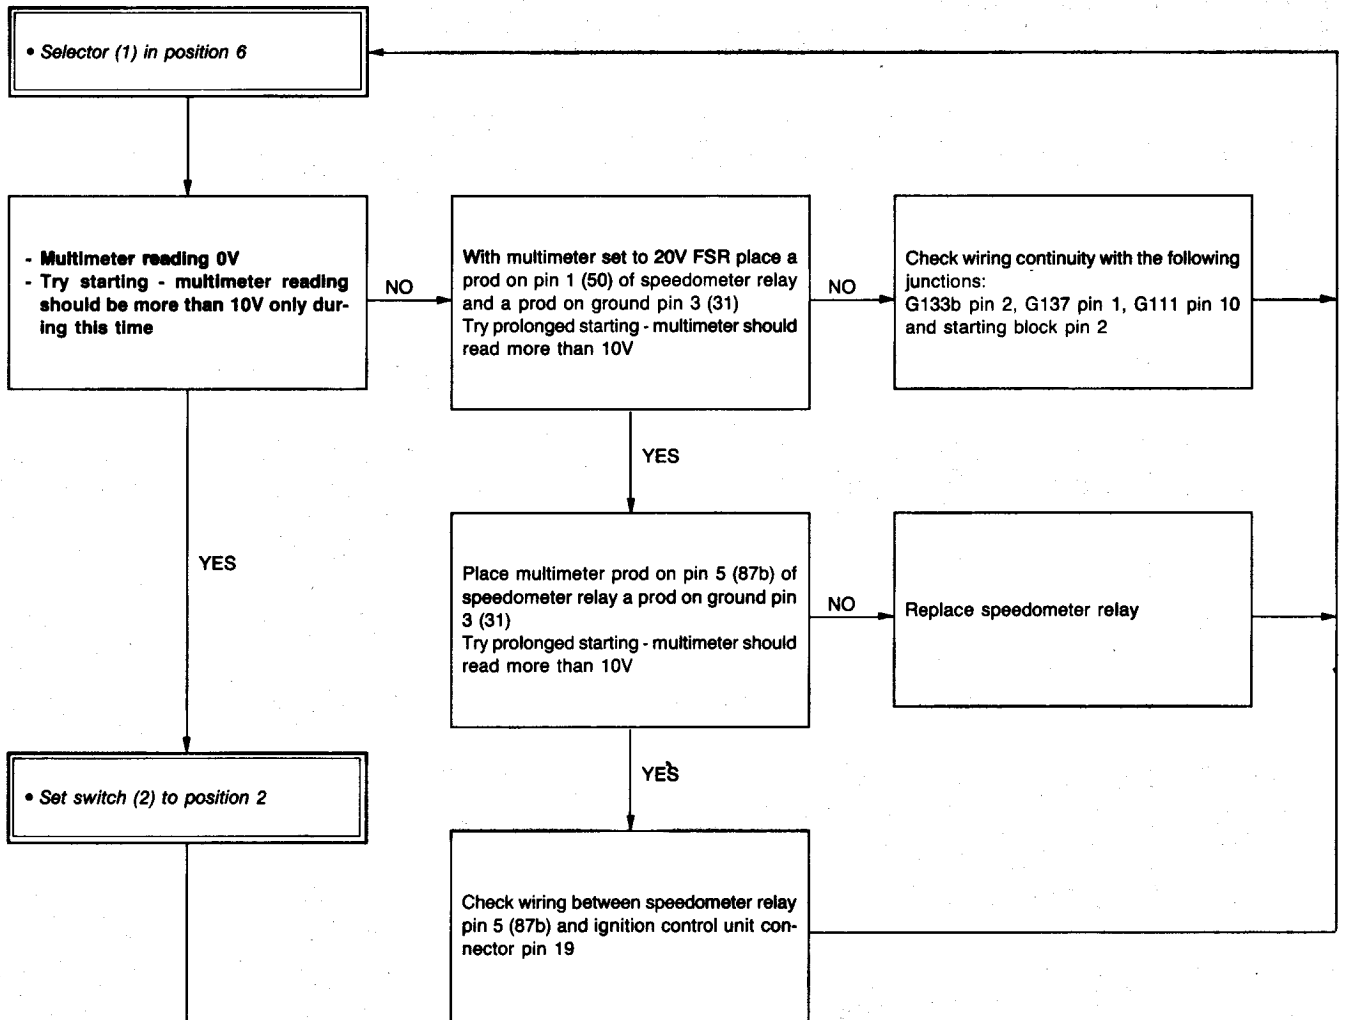 • Selector (1) in position 6
- Multimeter reading 0V
- Try starting - multimeter reading
should be more than 10V only dur-
ing this time
NO
With multimeter set to 20V FSR place a
prod on pin 1 (50) of speedometer relay
and a prod on ground pin 3 (31)
Try prolonged starting - multimeter should
read more than 10V
NO
Check wiring continuity with the following
junctions:
G133b pin 2, G137 pin 1, G111 pin 10
and starting block pin 2
YES
YES
Place multimeter prod on pin 5 (87b) of
speedometer relay a prod on ground pin
3 (31)
Try prolonged starting - multimeter should
read more than 10V
NO
Replace speedometer relay
YES
• Set switch (2) to position 2
Check wiring between speedometer relay
pin 5 (87b) and ignition control unit con-
nector pin 19